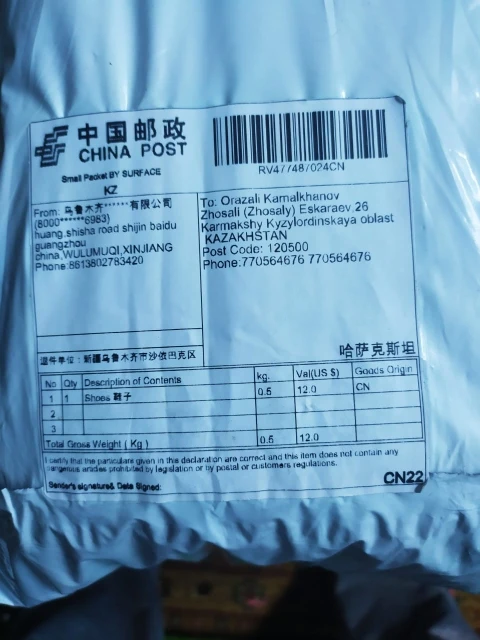 中国邮政
CHINA POST
RV477487024CN
Small Packet BY SURFACE
KZ
From: 乌鲁木齐******有限公司
(8000*****6983)
huang,shisha road shijin baidu
guangzhou
china,WULUMUQI,XINJIANG
Phone:8613802783420
To: Orazali Kamalkhanov
Zhosali (Zhosaly) Eskaraev 26
Karmakshy Kyzylordinskaya oblast
KAZAKHSTAN
Post Code: 120500
Phone:770564676 770564676
退件单位：新疆乌鲁木齐市沙依巴克区
哈萨克斯坦
No Qty Description of Contents kg. Val(US $) Goods Origin
1 1 Shoes 鞋子 0.5 12.0 CN
2
3
Total Gross Weight ( Kg ) 0.5 12.0
I certify that the particulars given in this declaration are correct and this item does not contain any
dangerous articles prohibited by legislation or by postal or customers regulations.
Sender's signature& Date Signed:
CN22